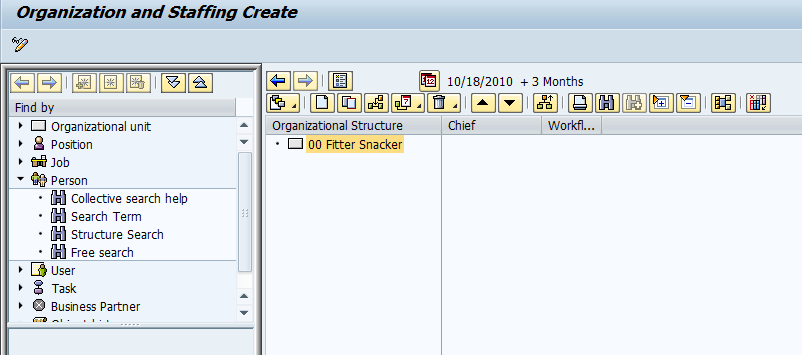 Organization and Staffing Create
10/18/2010 + 3 Months
Find by
Organizational unit
Position
Job
Person
Collective search help
Search Term
Structure Search
Free search
User
Task
Business Partner
Organizational Structure Chief Workfl...
00 Fitter Snacker